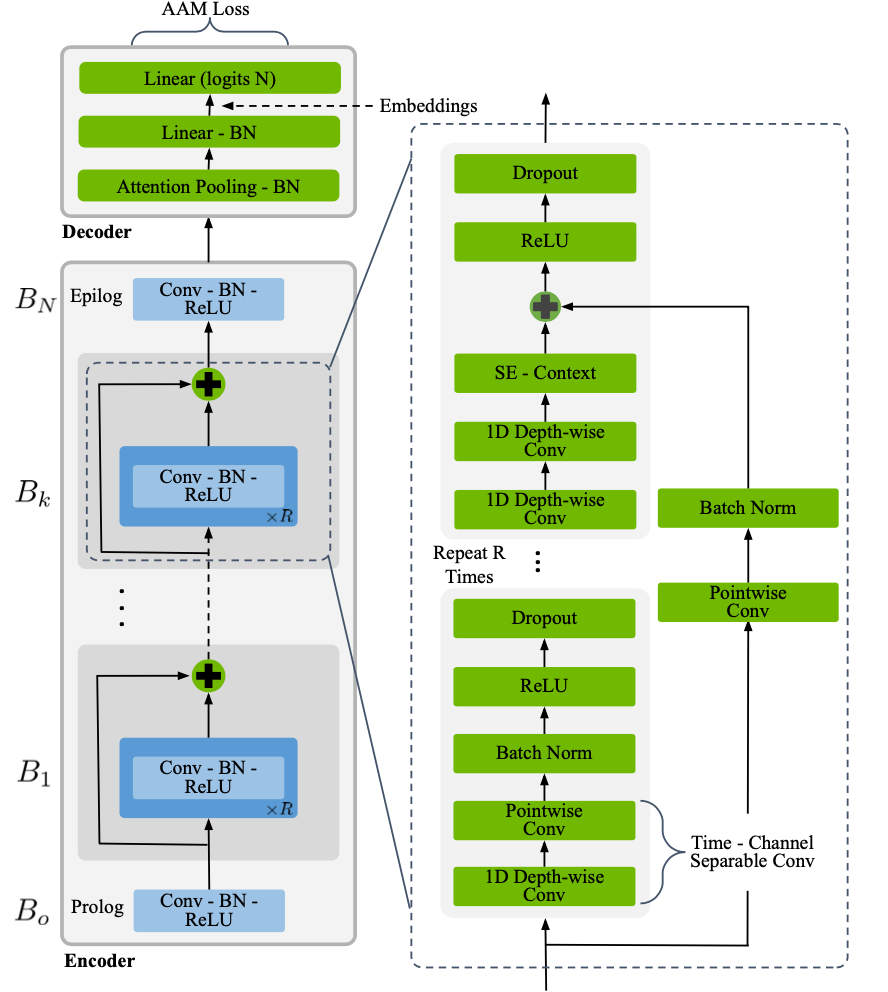 AAM Loss
Linear (logits N)
Embeddings
Linear - BN
Attention Pooling - BN
Decoder
B_N
Epilog
Conv - BN -
ReLU
B_k
Conv - BN -
ReLU
×R
B_1
Conv - BN -
ReLU
×R
B_o
Prolog
Conv - BN -
ReLU
Encoder
Dropout
ReLU
SE - Context
1D Depth-wise
Conv
1D Depth-wise
Conv
Repeat R
Times
Batch Norm
Pointwise
Conv
Dropout
ReLU
Batch Norm
Pointwise
Conv
1D Depth-wise
Conv
Time - Channel
Separable Conv